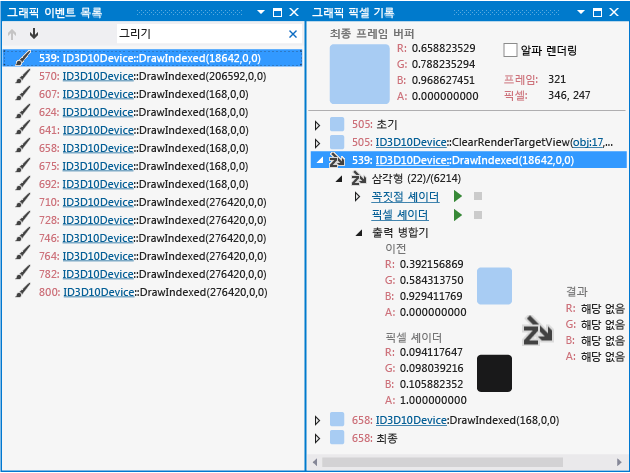 그래픽 이벤트 목록
그리기
539: ID3D10Device::DrawIndexed(18642,0,0)
570: ID3D10Device::DrawIndexed(206592,0,0)
607: ID3D10Device::DrawIndexed(168,0,0)
624: ID3D10Device::DrawIndexed(168,0,0)
641: ID3D10Device::DrawIndexed(168,0,0)
658: ID3D10Device::DrawIndexed(168,0,0)
675: ID3D10Device::DrawIndexed(168,0,0)
692: ID3D10Device::DrawIndexed(168,0,0)
710: ID3D10Device::DrawIndexed(276420,0,0)
728: ID3D10Device::DrawIndexed(276420,0,0)
746: ID3D10Device::DrawIndexed(276420,0,0)
764: ID3D10Device::DrawIndexed(276420,0,0)
782: ID3D10Device::DrawIndexed(276420,0,0)
800: ID3D10Device::DrawIndexed(276420,0,0)
그래픽 픽셀 기록
최종 프레임 버퍼
R: 0.658823529
G: 0.788235294
B: 0.968627451
A: 0.000000000
알파 렌더링
프레임: 321
픽셀: 346, 247
505: 초기
505: ID3D10Device::ClearRenderTargetView(obj:17,...
539: ID3D10Device::DrawIndexed(18642,0,0)
삼각형 (22)/(6214)
꼭짓점 셰이더
픽셀 셰이더
출력 병합기
이전
R: 0.392156869
G: 0.584313750
B: 0.929411769
A: 0.000000000
픽셀 셰이더
R: 0.094117647
G: 0.098039216
B: 0.105882352
A: 1.000000000
결과
R: 해당 없음
G: 해당 없음
B: 해당 없음
A: 해당 없음
658: ID3D10Device:DrawIndexed(168,0,0)
658: 최종